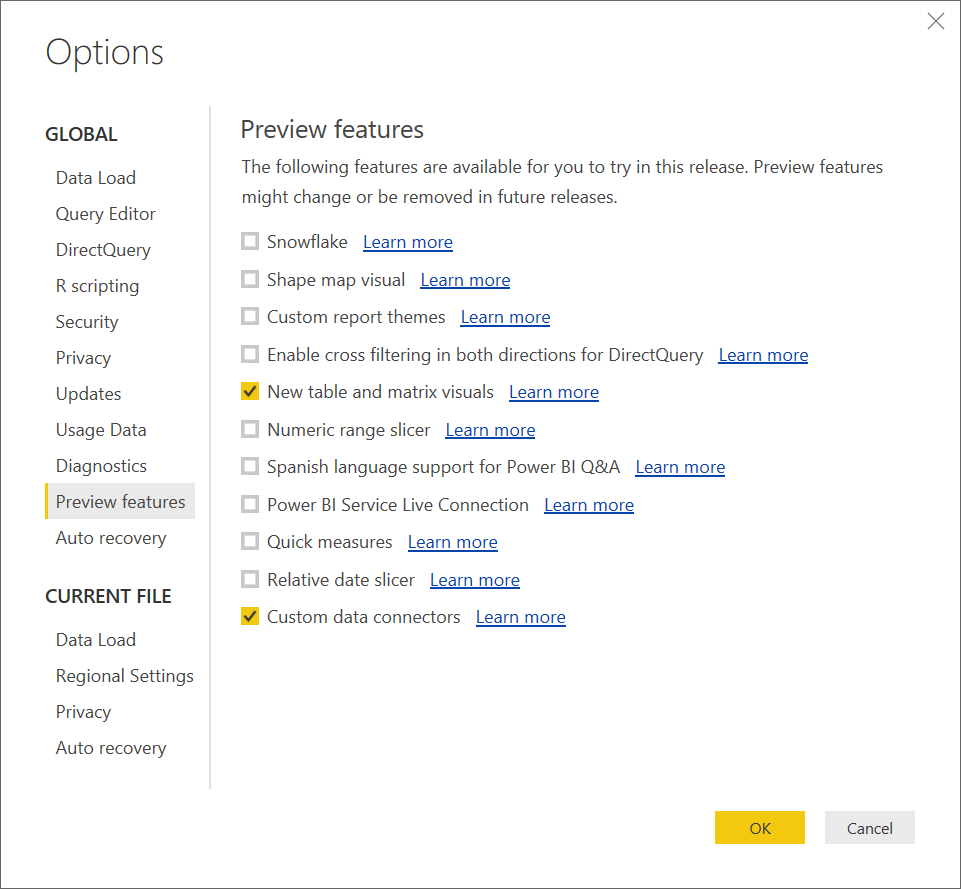 Options
GLOBAL
Data Load
Query Editor
DirectQuery
R scripting
Security
Privacy
Updates
Usage Data
Diagnostics
Preview features
Auto recovery
CURRENT FILE
Data Load
Regional Settings
Privacy
Auto recovery
Preview features
The following features are available for you to try in this release. Preview features
might change or be removed in future releases.
Snowflake Learn more
Shape map visual Learn more
Custom report themes Learn more
Enable cross filtering in both directions for DirectQuery Learn more
New table and matrix visuals Learn more
Numeric range slicer Learn more
Spanish language support for Power BI Q&A Learn more
Power BI Service Live Connection Learn more
Quick measures Learn more
Relative date slicer Learn more
Custom data connectors Learn more
OK Cancel